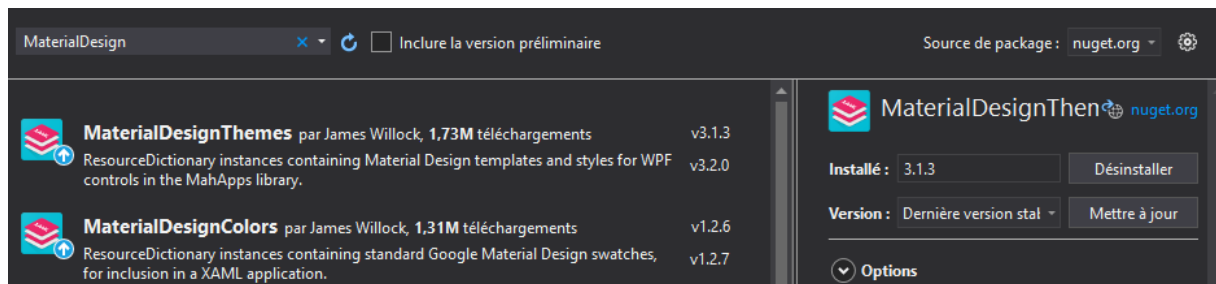 MaterialDesign
Inclure la version préliminaire
Source de package : nuget.org
MaterialDesignThemes par James Willock, 1,73M téléchargements v3.1.3
ResourceDictionary instances containing Material Design templates and styles for WPF v3.2.0
controls in the MahApps library.
MaterialDesignColors par James Willock, 1,31M téléchargements v1.2.6
ResourceDictionary instances containing standard Google Material Design swatches, v1.2.7
for inclusion in a XAML application.
MaterialDesignThen nuget.org
Installé : 3.1.3 Désinstaller
Version : Dernière version stal Mettre à jour
Options